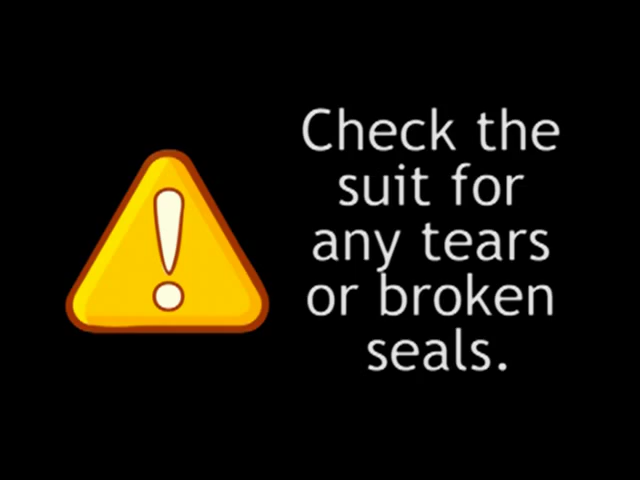 Check the
suit for
any tears
or broken
seals.